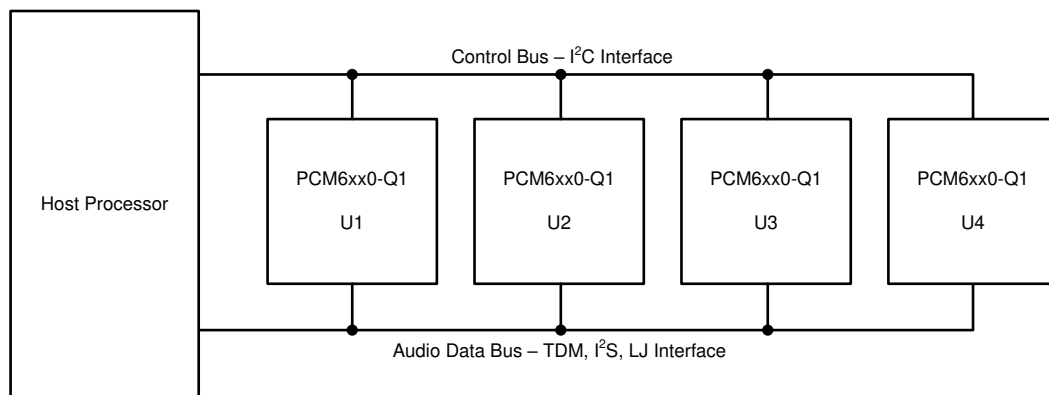 Control Bus – I²C Interface
Host Processor
PCM6xx0-Q1
U1
PCM6xx0-Q1
U2
PCM6xx0-Q1
U3
PCM6xx0-Q1
U4
Audio Data Bus – TDM, I²S, LJ Interface